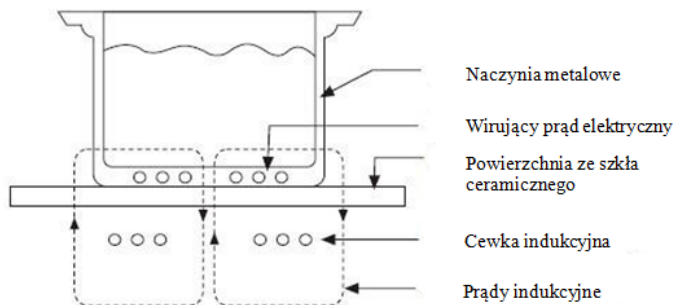 Naczynia metalowe
Wirujący prąd elektryczny
Powierzchnia ze szkła
ceramicznego
Cewka indukcyjna
Prądy indukcyjne